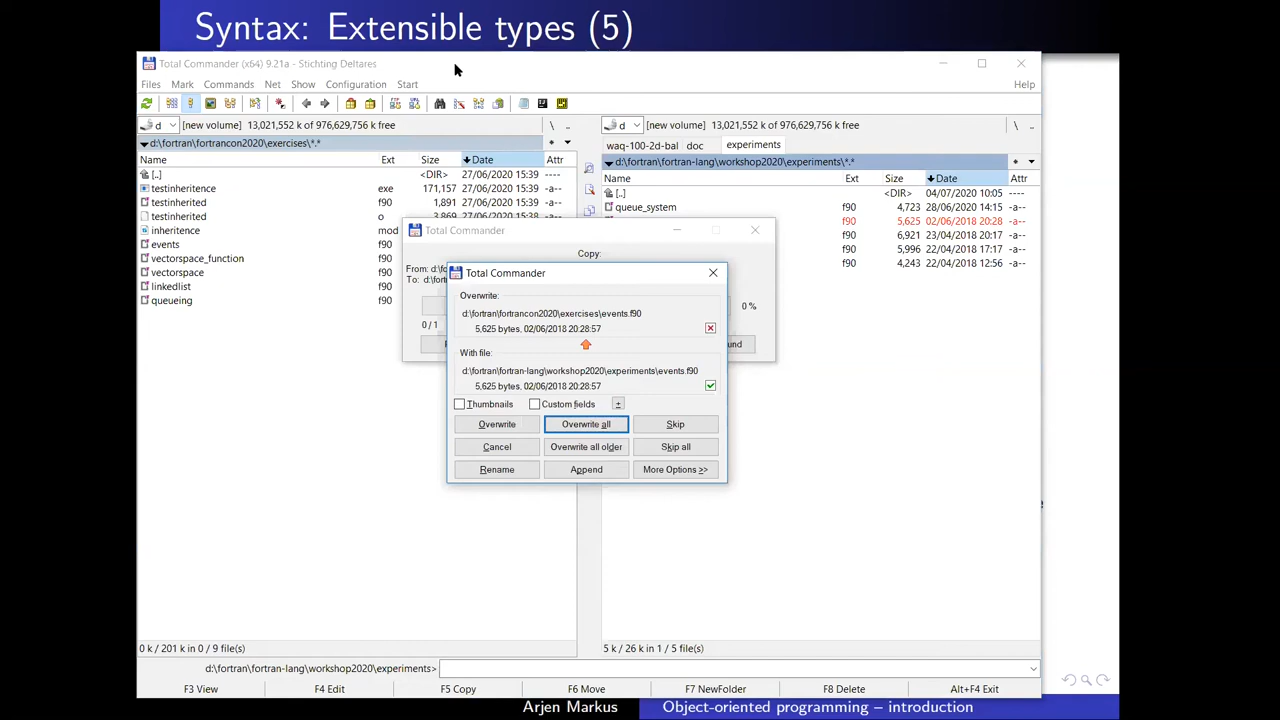 Syntax: Extensible types (5)
Total Commander (x64) 9.21a - Stichting Deltares
Files Mark Commands Net Show Configuration Start Help
d [new volume] 13,021,552 k of 976,629,756 k free \ ..
d [new volume] 13,021,552 k of 976,629,756 k free \ ..
d:\fortran\fortrancon2020\exercises\*.*
waq-100-2d-bal doc experiments
d:\fortran\fortran-lang\workshop2020\experiments\*.*
Name Ext Size Date Attr
[..] <DIR> 27/06/2020 15:39 ----
testinheritence exe 171,157 27/06/2020 15:39 -a--
testinherited f90 1,891 27/06/2020 15:39 -a--
testinherited o 3,869 27/06/2020 15:38 -a--
inheritence mod
events f90
vectorspace_function f90
vectorspace f90
linkedlist f90
queueing f90
Name Ext Size Date Attr
[..] <DIR> 04/07/2020 10:05 ----
queue_system f90 4,723 28/06/2020 14:15 -a--
f90 5,625 02/06/2018 20:28 -a--
f90 6,921 23/04/2018 20:17 -a--
f90 5,996 22/04/2018 17:17 -a--
f90 4,243 22/04/2018 12:56 -a--
Total Commander
Copy:
From: d:\
To: d:\
0 %
0 / 1
Total Commander
Overwrite:
d:\fortran\fortrancon2020\exercises\events.f90
5,625 bytes, 02/06/2018 20:28:57
With file:
d:\fortran\fortran-lang\workshop2020\experiments\events.f90
5,625 bytes, 02/06/2018 20:28:57
Thumbnails Custom fields ±
Overwrite Overwrite all Skip
Cancel Overwrite all older Skip all
Rename Append More Options >>
0 k / 201 k in 0 / 9 file(s)
5 k / 26 k in 1 / 5 file(s)
d:\fortran\fortran-lang\workshop2020\experiments>
F3 View F4 Edit F5 Copy F6 Move F7 NewFolder F8 Delete Alt+F4 Exit
Arjen Markus Object-oriented programming – introduction